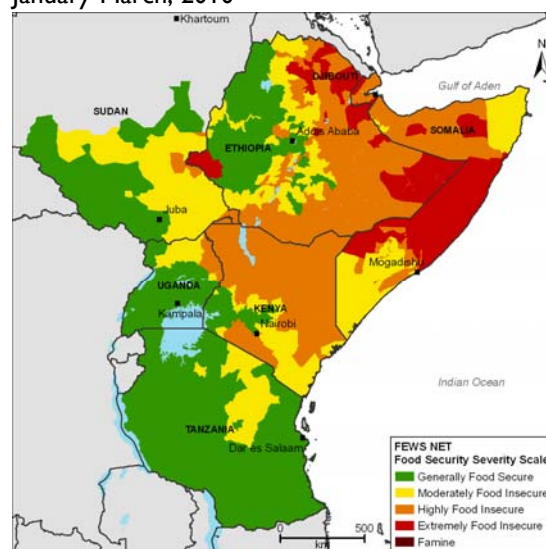 January-March, 2010
Khartoum
N
Gulf of Aden
DJIBOUTI
SUDAN
SOMALIA
Addis Ababa
ETHIOPIA
Juba
Mogadishu
UGANDA
Kampala
KENYA
Nairobi
Indian Ocean
TANZANIA
Dar es Salaam
FEWS NET
Food Security Severity Scale
Generally Food Secure
Moderately Food Insecure
Highly Food Insecure
Extremely Food Insecure
Famine
0 500
km